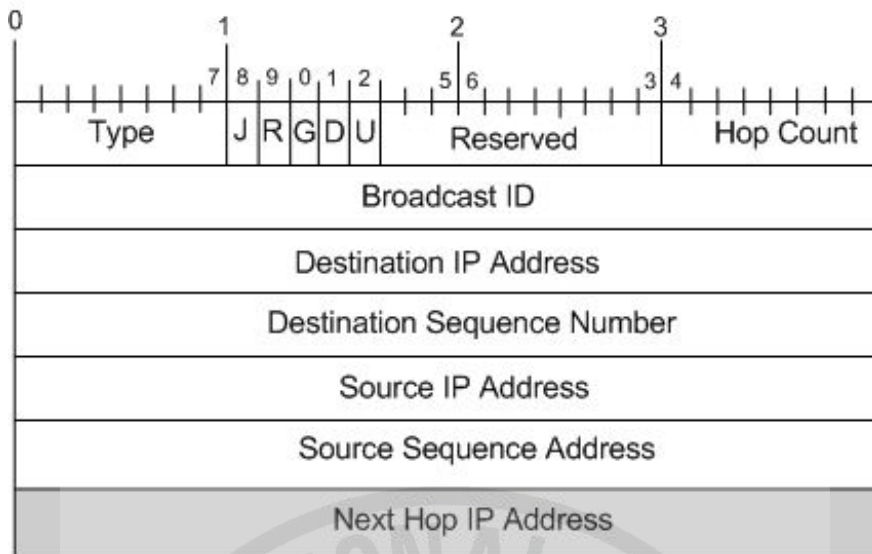 0 1 2 3
7 8 9 0 1 2 5 6 3 4
Type J R G D U Reserved Hop Count
Broadcast ID
Destination IP Address
Destination Sequence Number
Source IP Address
Source Sequence Address
Next Hop IP Address